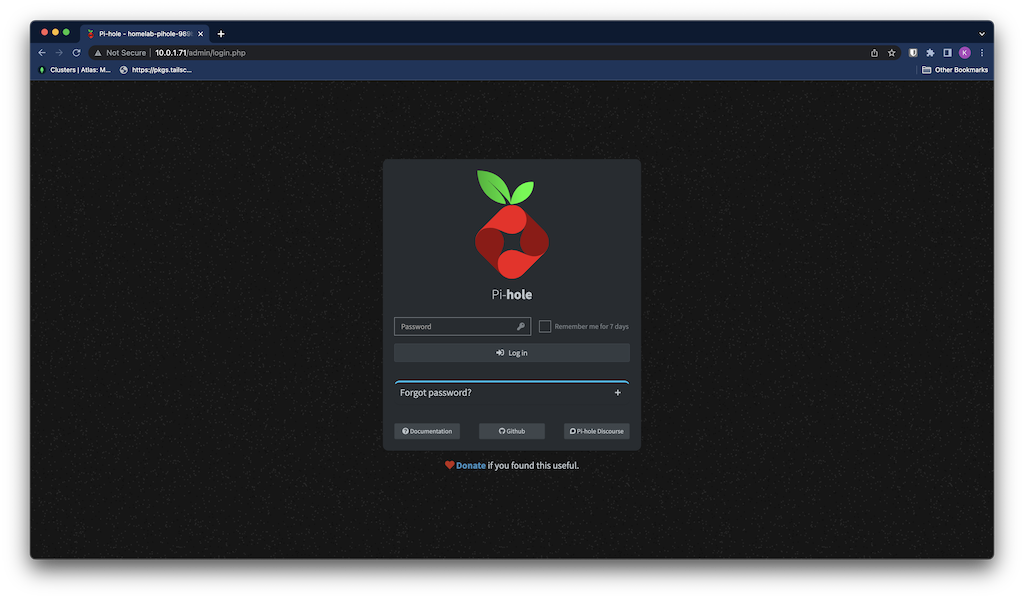 Pi-hole - homelab-pihole-989
Not Secure 10.0.1.71/admin/login.php
Clusters | Atlas: M... https://pkgs.tailsc... Other Bookmarks
K
Pi-hole
Password Remember me for 7 days
Log in
Forgot password? +
Documentation Github Pi-hole Discourse
Donate if you found this useful.